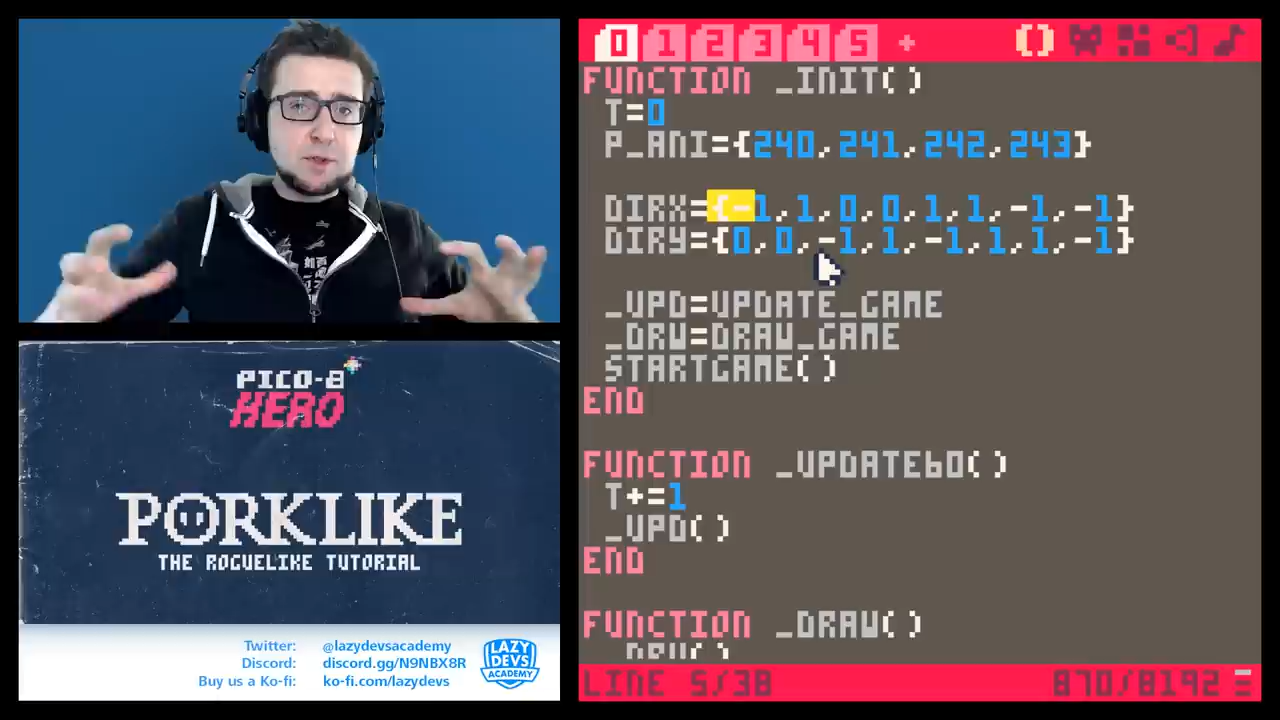 PICO-8
HERO
PORKLIKE
THE ROGUELIKE TUTORIAL
Twitter: @lazydevsacademy
Discord: discord.gg/N9NBX8R
Buy us a Ko-fi: ko-fi.com/lazydevs
LAZY
DEVS
ACADEMY
0 1 2 3 4 5 +
FUNCTION _INIT()
T=0
P_ANI={240,241,242,243}
DIRX={-1,1,0,0,1,1,-1,-1}
DIRY={0,0,-1,1,-1,1,1,-1}
_UPD=UPDATE_GAME
_DRW=DRAW_GAME
STARTGAME()
END
FUNCTION _UPDATE60()
T+=1
_UPD()
END
FUNCTION _DRAW()
_DRW()
LINE 5/38 870/8192